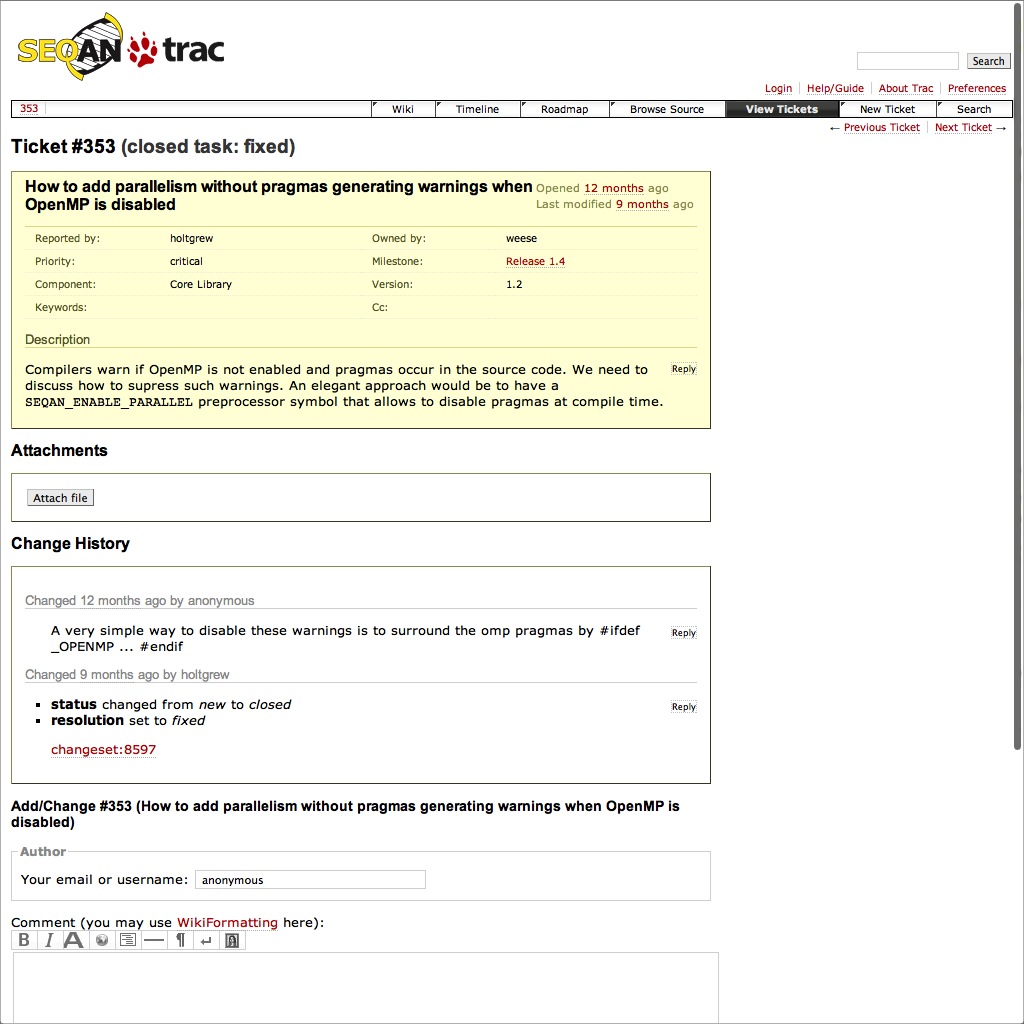 SEQAN trac
Search
Login Help/Guide About Trac Preferences
353 Wiki Timeline Roadmap Browse Source View Tickets New Ticket Search
← Previous Ticket Next Ticket →
Ticket #353 (closed task: fixed)
How to add parallelism without pragmas generating warnings when OpenMP is disabled
Opened 12 months ago
Last modified 9 months ago
Reported by: holtgrew Owned by: weese
Priority: critical Milestone: Release 1.4
Component: Core Library Version: 1.2
Keywords: Cc:
Description
Compilers warn if OpenMP is not enabled and pragmas occur in the source code. We need to Reply
discuss how to supress such warnings. An elegant approach would be to have a
SEQAN_ENABLE_PARALLEL preprocessor symbol that allows to disable pragmas at compile time.
Attachments
Attach file
Change History
Changed 12 months ago by anonymous
A very simple way to disable these warnings is to surround the omp pragmas by #ifdef Reply
_OPENMP ... #endif
Changed 9 months ago by holtgrew
▪ status changed from new to closed Reply
▪ resolution set to fixed
changeset:8597
Add/Change #353 (How to add parallelism without pragmas generating warnings when OpenMP is
disabled)
Author
Your email or username: anonymous
Comment (you may use WikiFormatting here):
B I A ¶ ↵